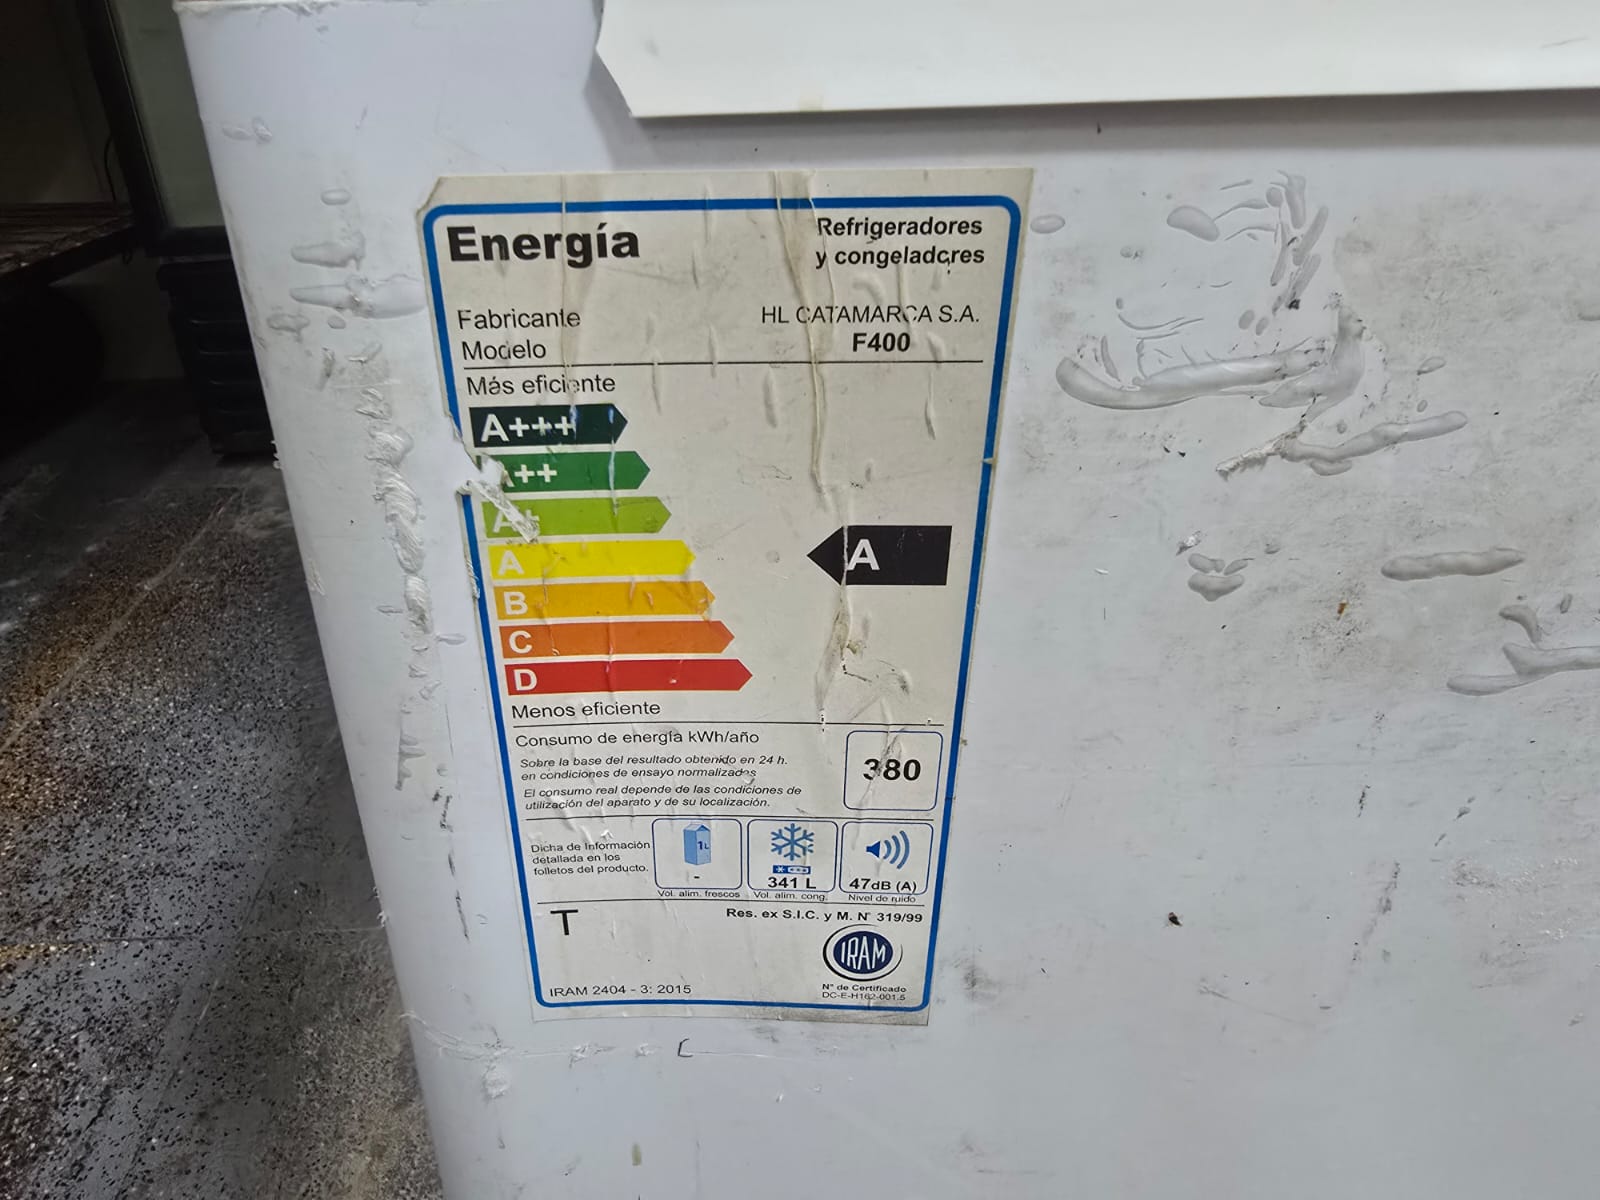 Energía
Refrigeradores
y congeladores
Fabricante HL CATAMARCA S.A.
Modelo F400
Más eficiente
A+++
A++
A+
A
A
B
C
D
Menos eficiente
Consumo de energía kWh/año
380
Sobre la base del resultado obtenido en 24 h.
en condiciones de ensayo normalizadas
El consumo real depende de las condiciones de
utilización del aparato y de su localización.
Dicha de Información
detallada en los
folletos del producto.
1L
-
Vol. alim. frescos
341 L
Vol. alim. cong.
47dB (A)
Nivel de ruido
T
Res. ex S.I.C. y M. N° 319/99
IRAM
IRAM 2404 - 3: 2015
N° de Certificado
DC-E-H162-001.5